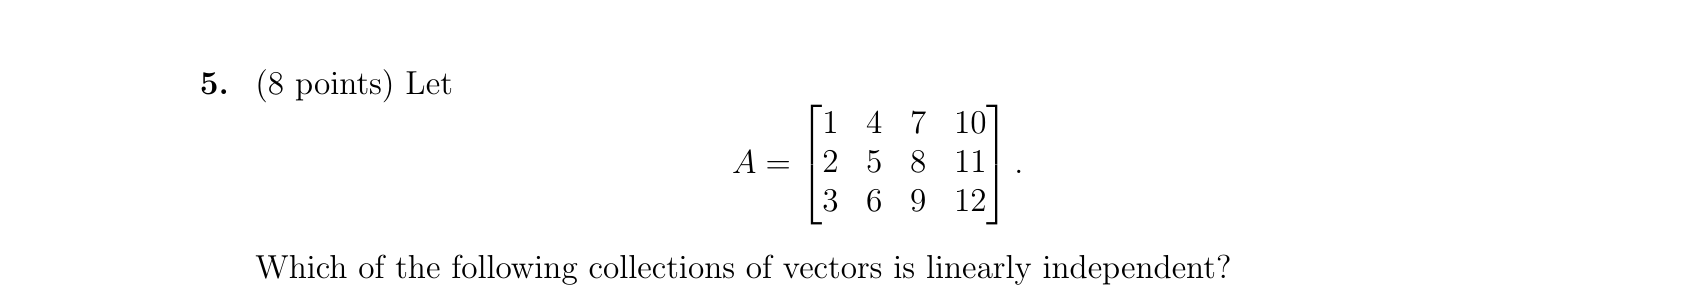 5. (8 points) Let
A = [1 4 7 10
2 5 8 11
3 6 9 12] .
Which of the following collections of vectors is linearly independent?